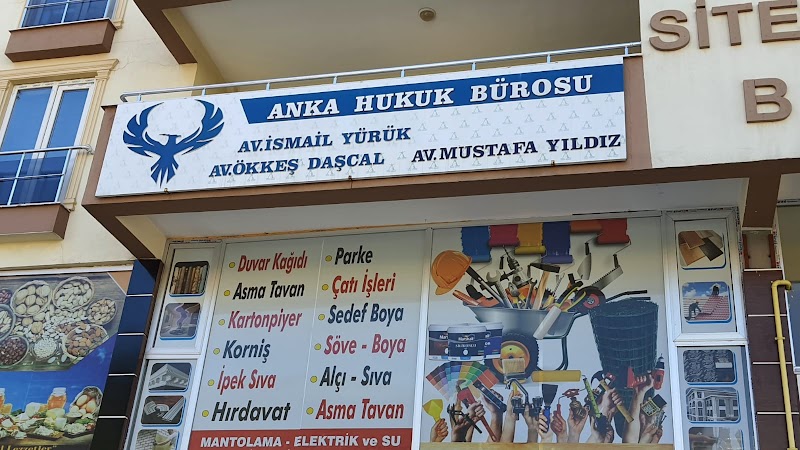 SİTE
B
ANKA HUKUK BÜROSU
AV.İSMAİL YÜRÜK
AV.ÖKKEŞ DAŞCAL AV.MUSTAFA YILDIZ
• Duvar Kağıdı
• Asma Tavan
• Kartonpiyer
• Korniş
• İpek Sıva
• Hırdavat
• Parke
• Çatı İşleri
• Sedef Boya
• Söve - Boya
• Alçı - Sıva
• Asma Tavan
MANTOLAMA - ELEKTRİK ve SU
Marshall